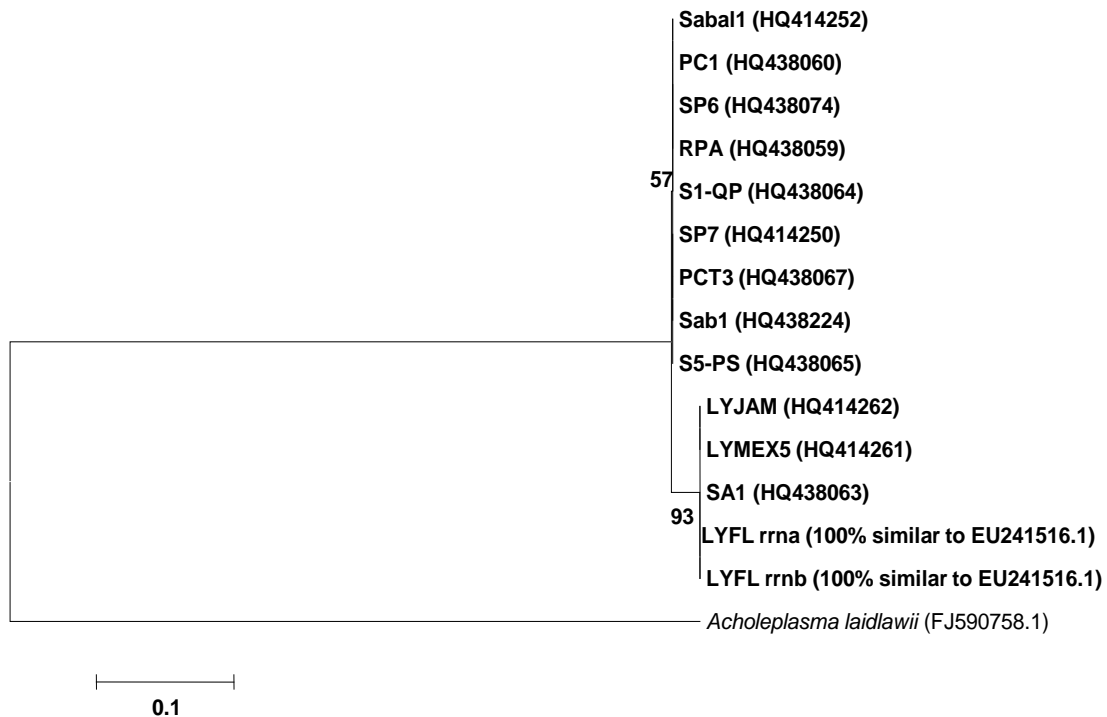 Sabal1 (HQ414252)
PC1 (HQ438060)
SP6 (HQ438074)
RPA (HQ438059)
57
S1-QP (HQ438064)
SP7 (HQ414250)
PCT3 (HQ438067)
Sab1 (HQ438224)
S5-PS (HQ438065)
LYJAM (HQ414262)
LYMEX5 (HQ414261)
SA1 (HQ438063)
93
LYFL rrna (100% similar to EU241516.1)
LYFL rrnb (100% similar to EU241516.1)
Acholeplasma laidlawii (FJ590758.1)
0.1